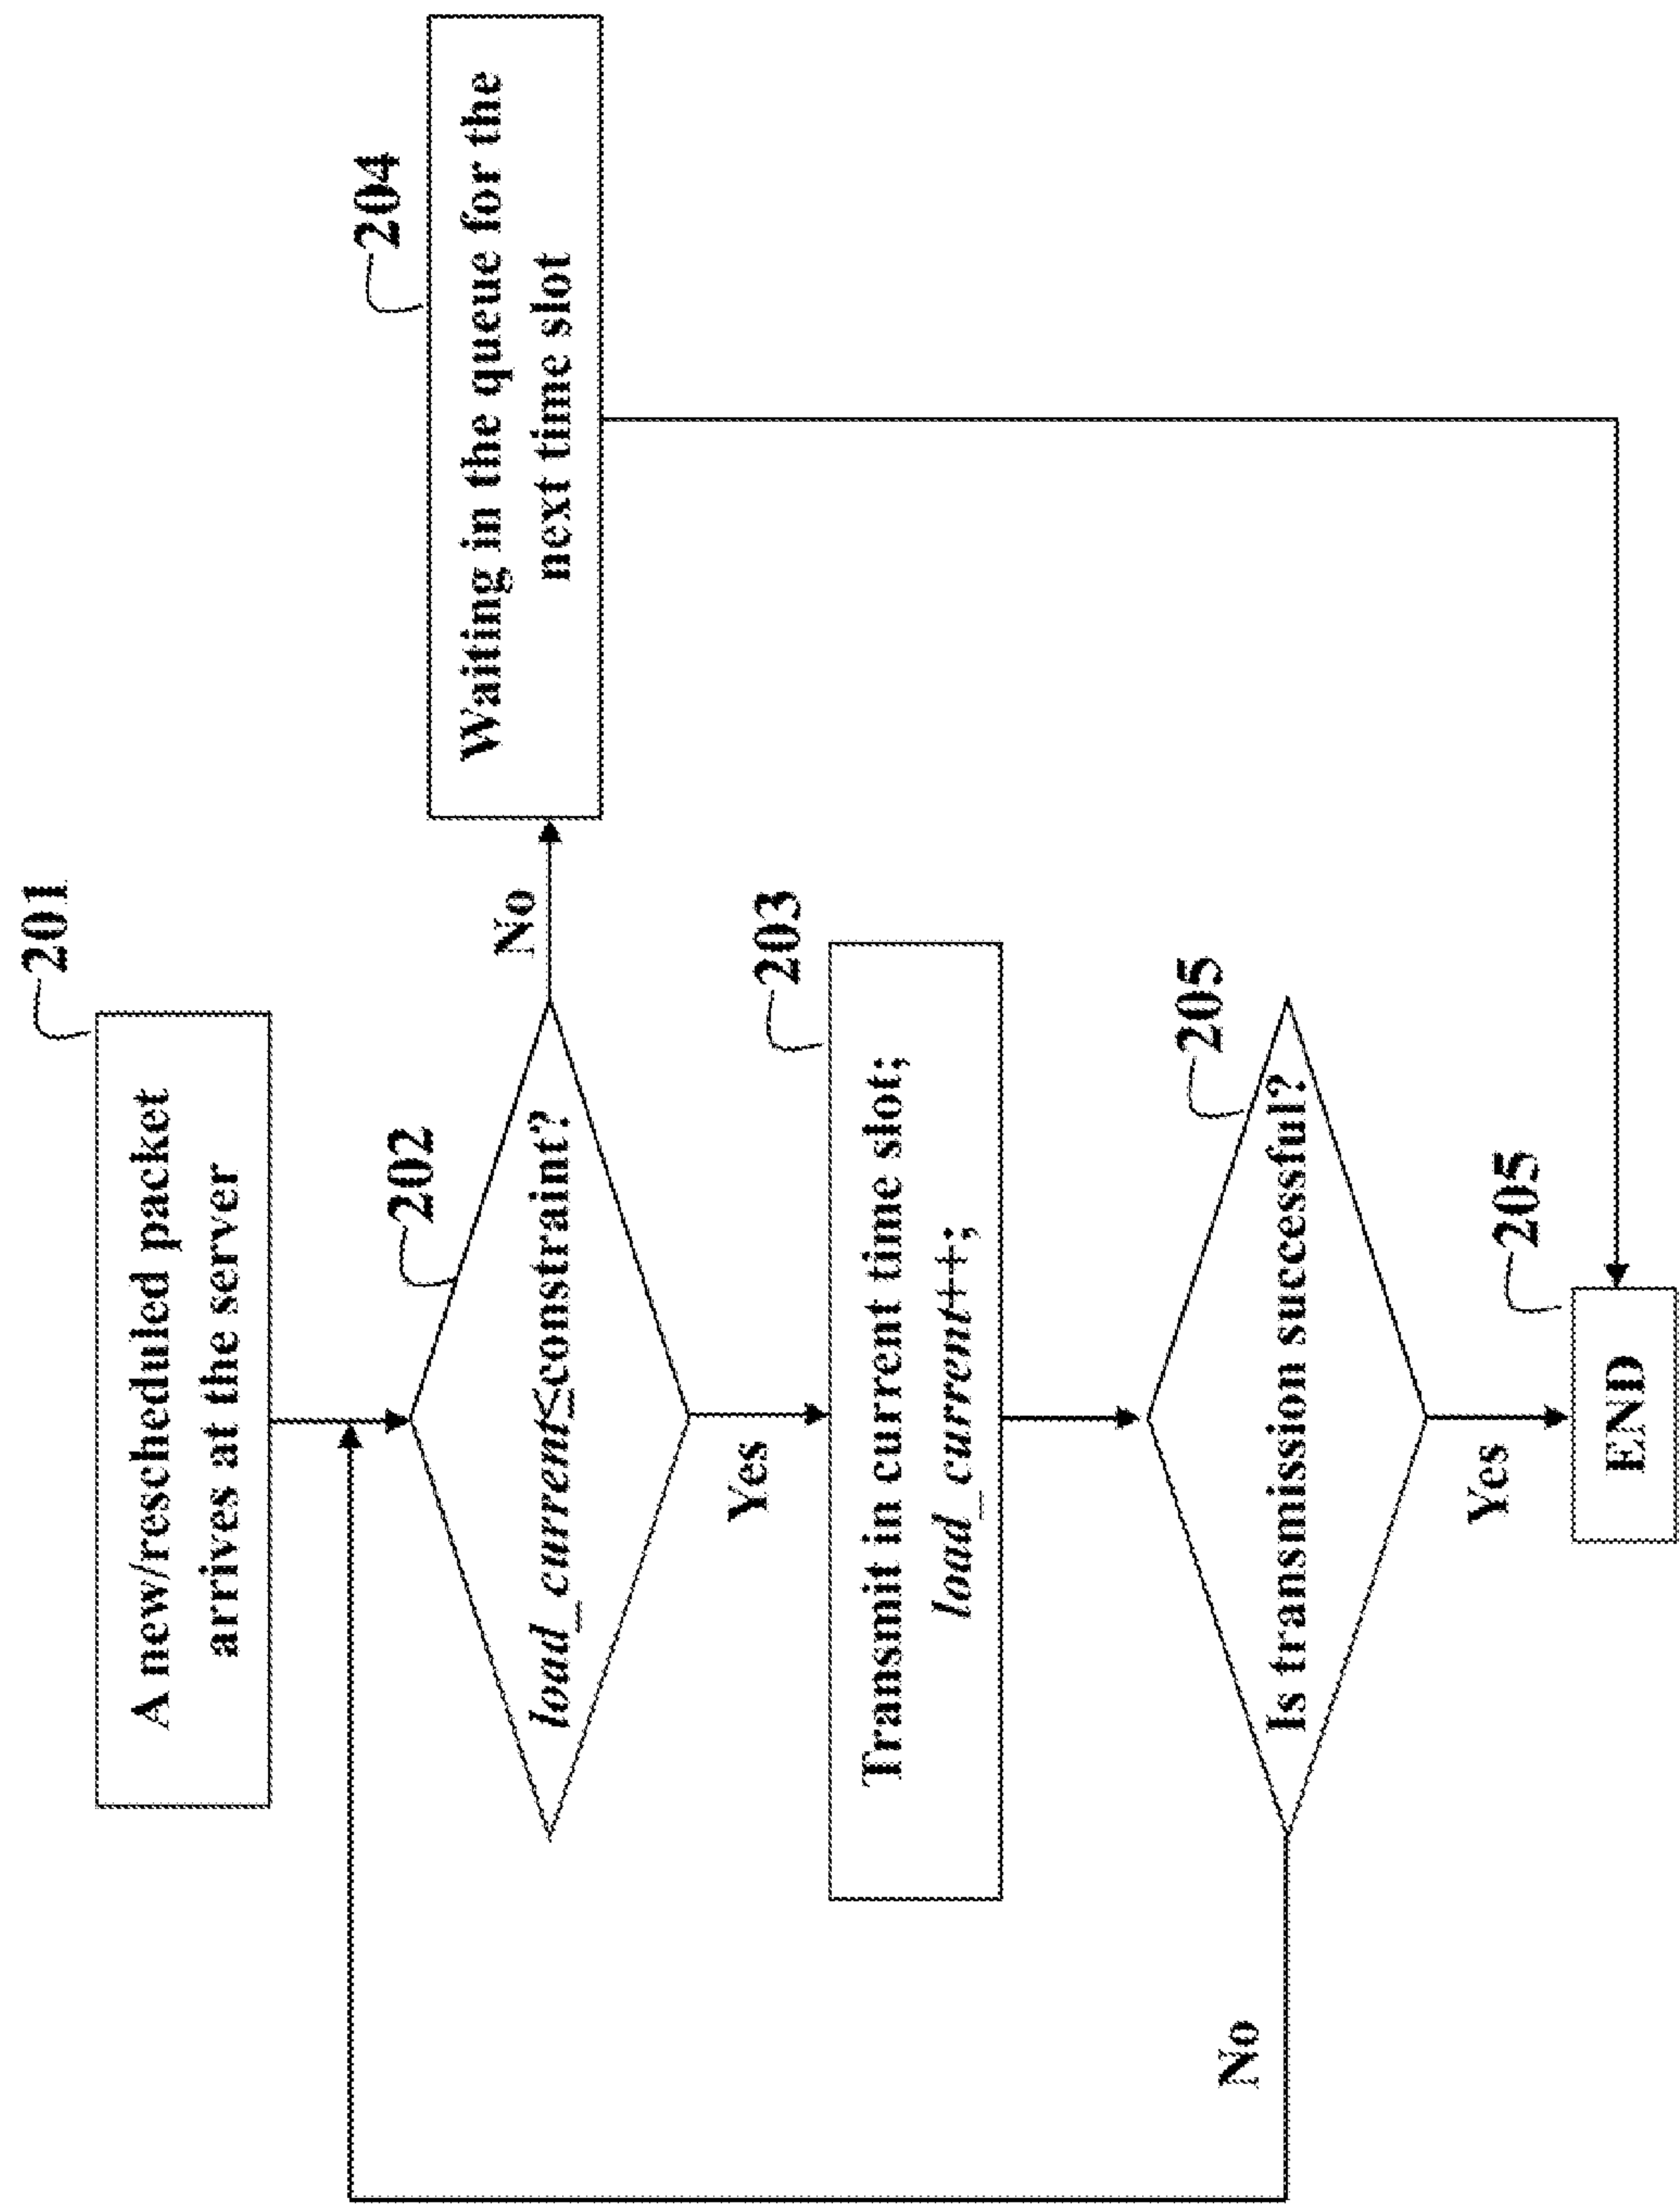 201
A new/rescheduled packet
arrives at the server
202
load_current≤constraint?
No
204
Waiting in the queue for the
next time slot
Yes
203
Transmit in current time slot;
load_current++;
205
Is transmission successful?
No
Yes
205
END